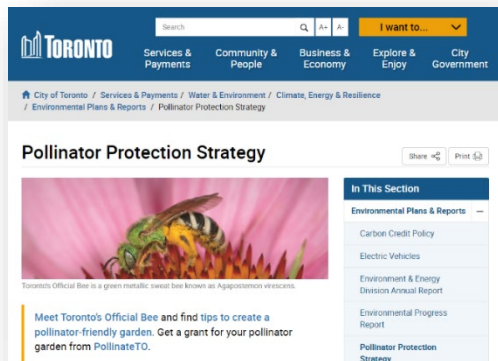 Search
A+ A-
I want to...
TORONTO
Services & Payments
Community & People
Business & Economy
Explore & Enjoy
City Government
City of Toronto / Services & Payments / Water & Environment / Climate, Energy & Resilience
/ Environmental Plans & Reports / Pollinator Protection Strategy
Pollinator Protection Strategy
Share
Print
Toronto's Official Bee is a green metallic sweat bee known as Agapostemon virescens.
Meet Toronto's Official Bee and find tips to create a
pollinator-friendly garden. Get a grant for your pollinator
garden from PollinateTO.
In This Section
Environmental Plans & Reports
Carbon Credit Policy
Electric Vehicles
Environment & Energy
Division Annual Report
Environmental Progress
Report
Pollinator Protection
Strategy